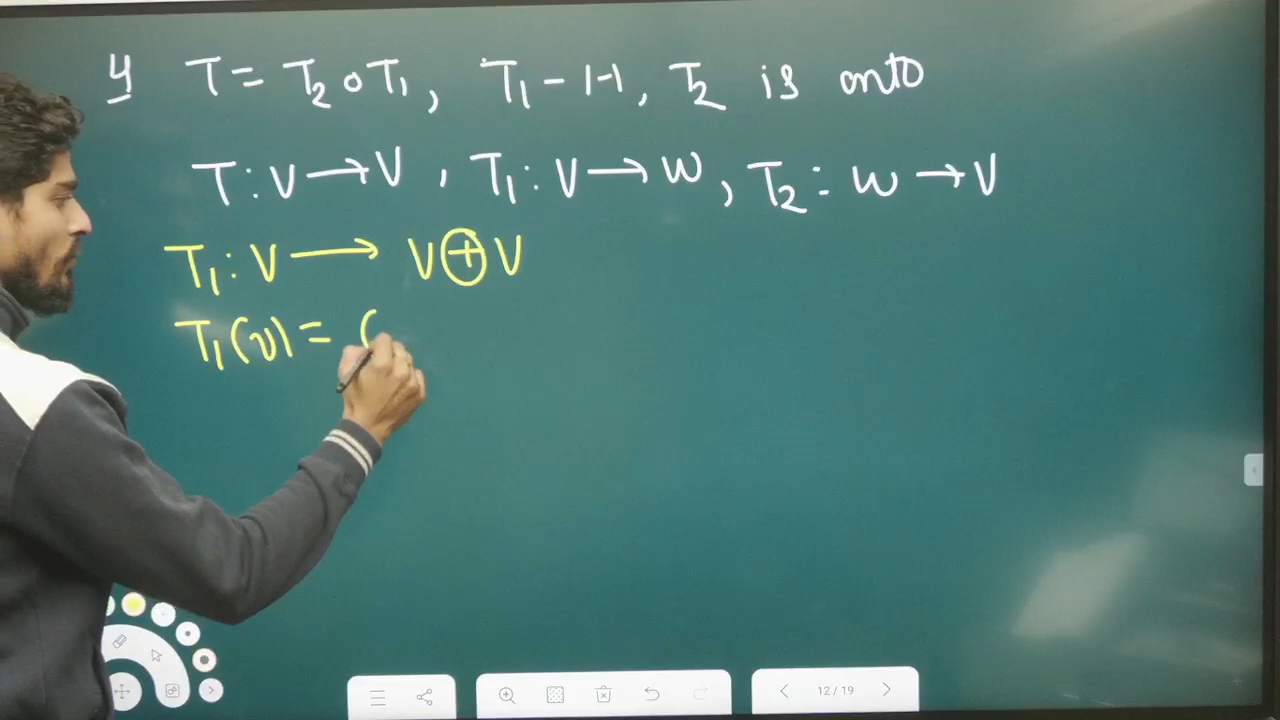 4 T = T₂ ∘ T₁, T₁ - 1-1, T₂ is onto
T : V ⟶ V, T₁ : V ⟶ W, T₂ : W → V
T₁ : V ⟶ V ⊕ V
T₁(v) = (
12 / 19